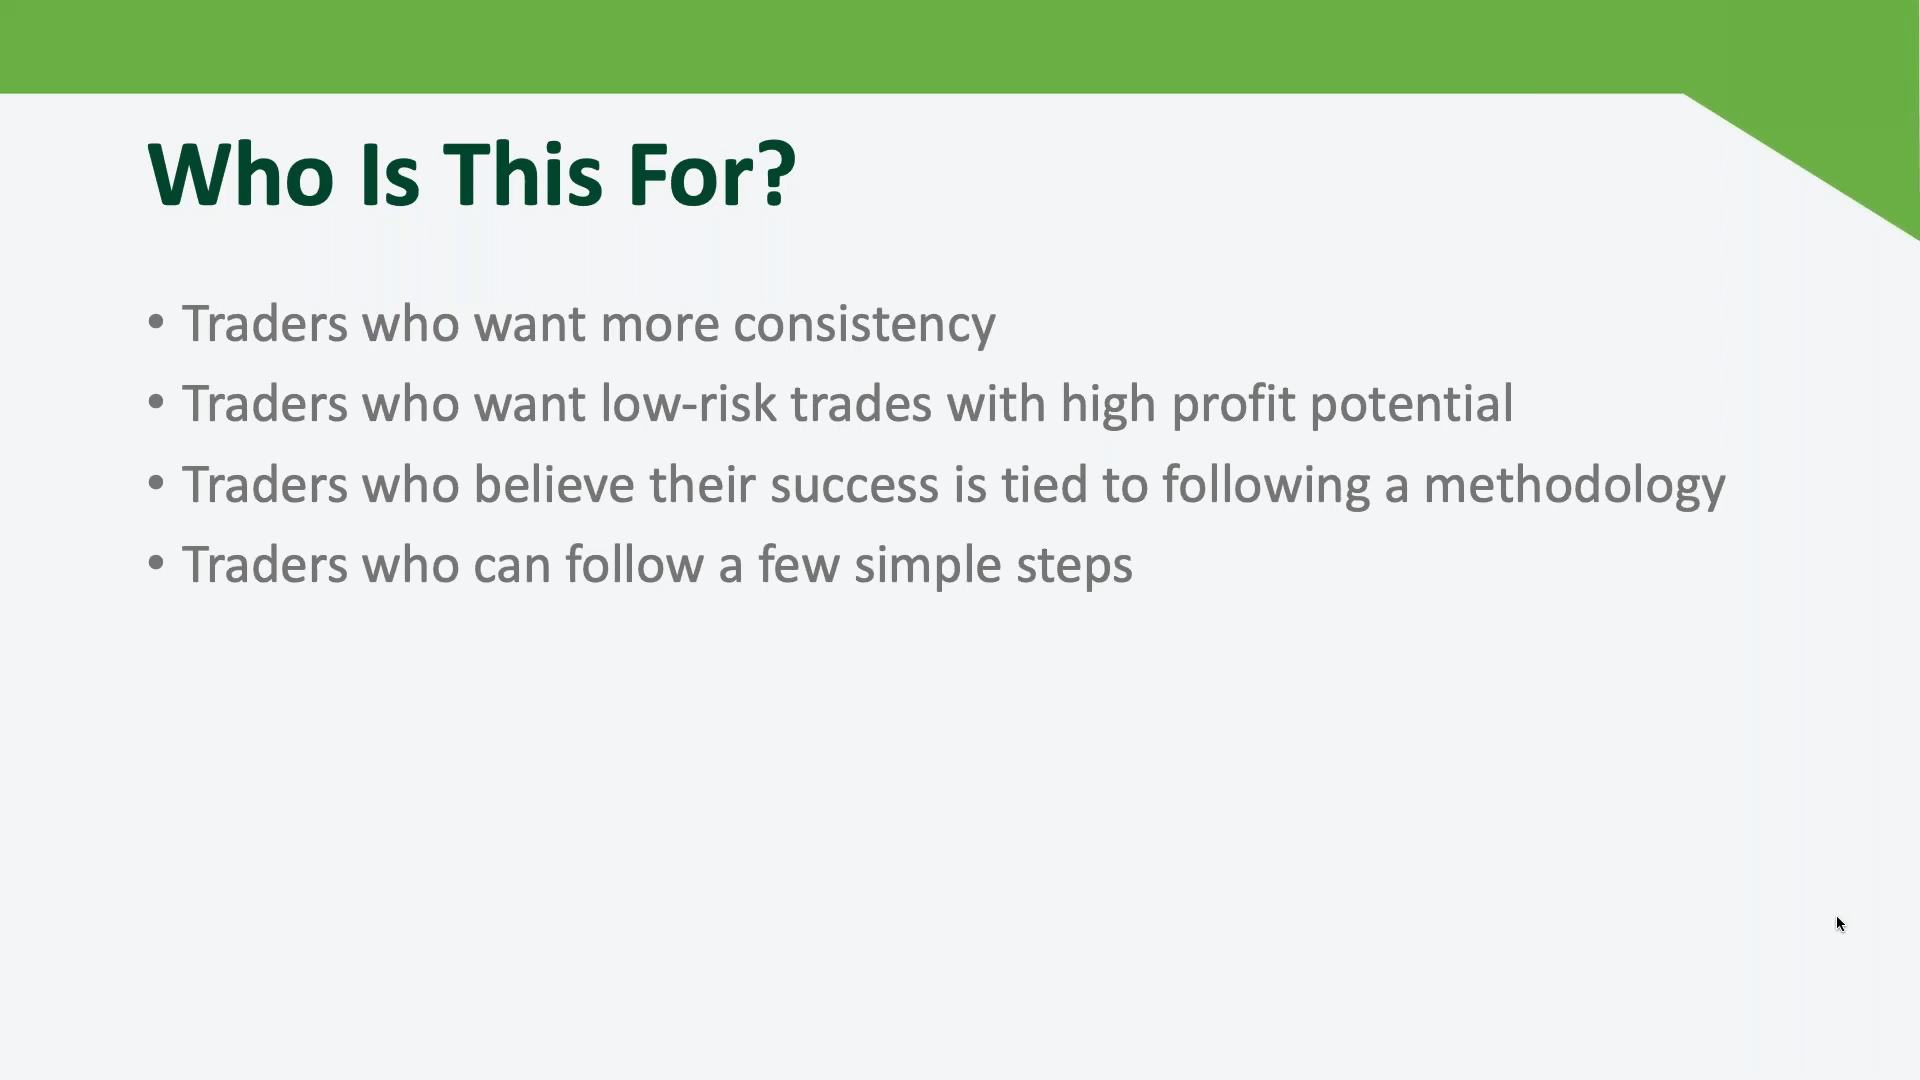 Who Is This For?
• Traders who want more consistency
• Traders who want low-risk trades with high profit potential
• Traders who believe their success is tied to following a methodology
• Traders who can follow a few simple steps